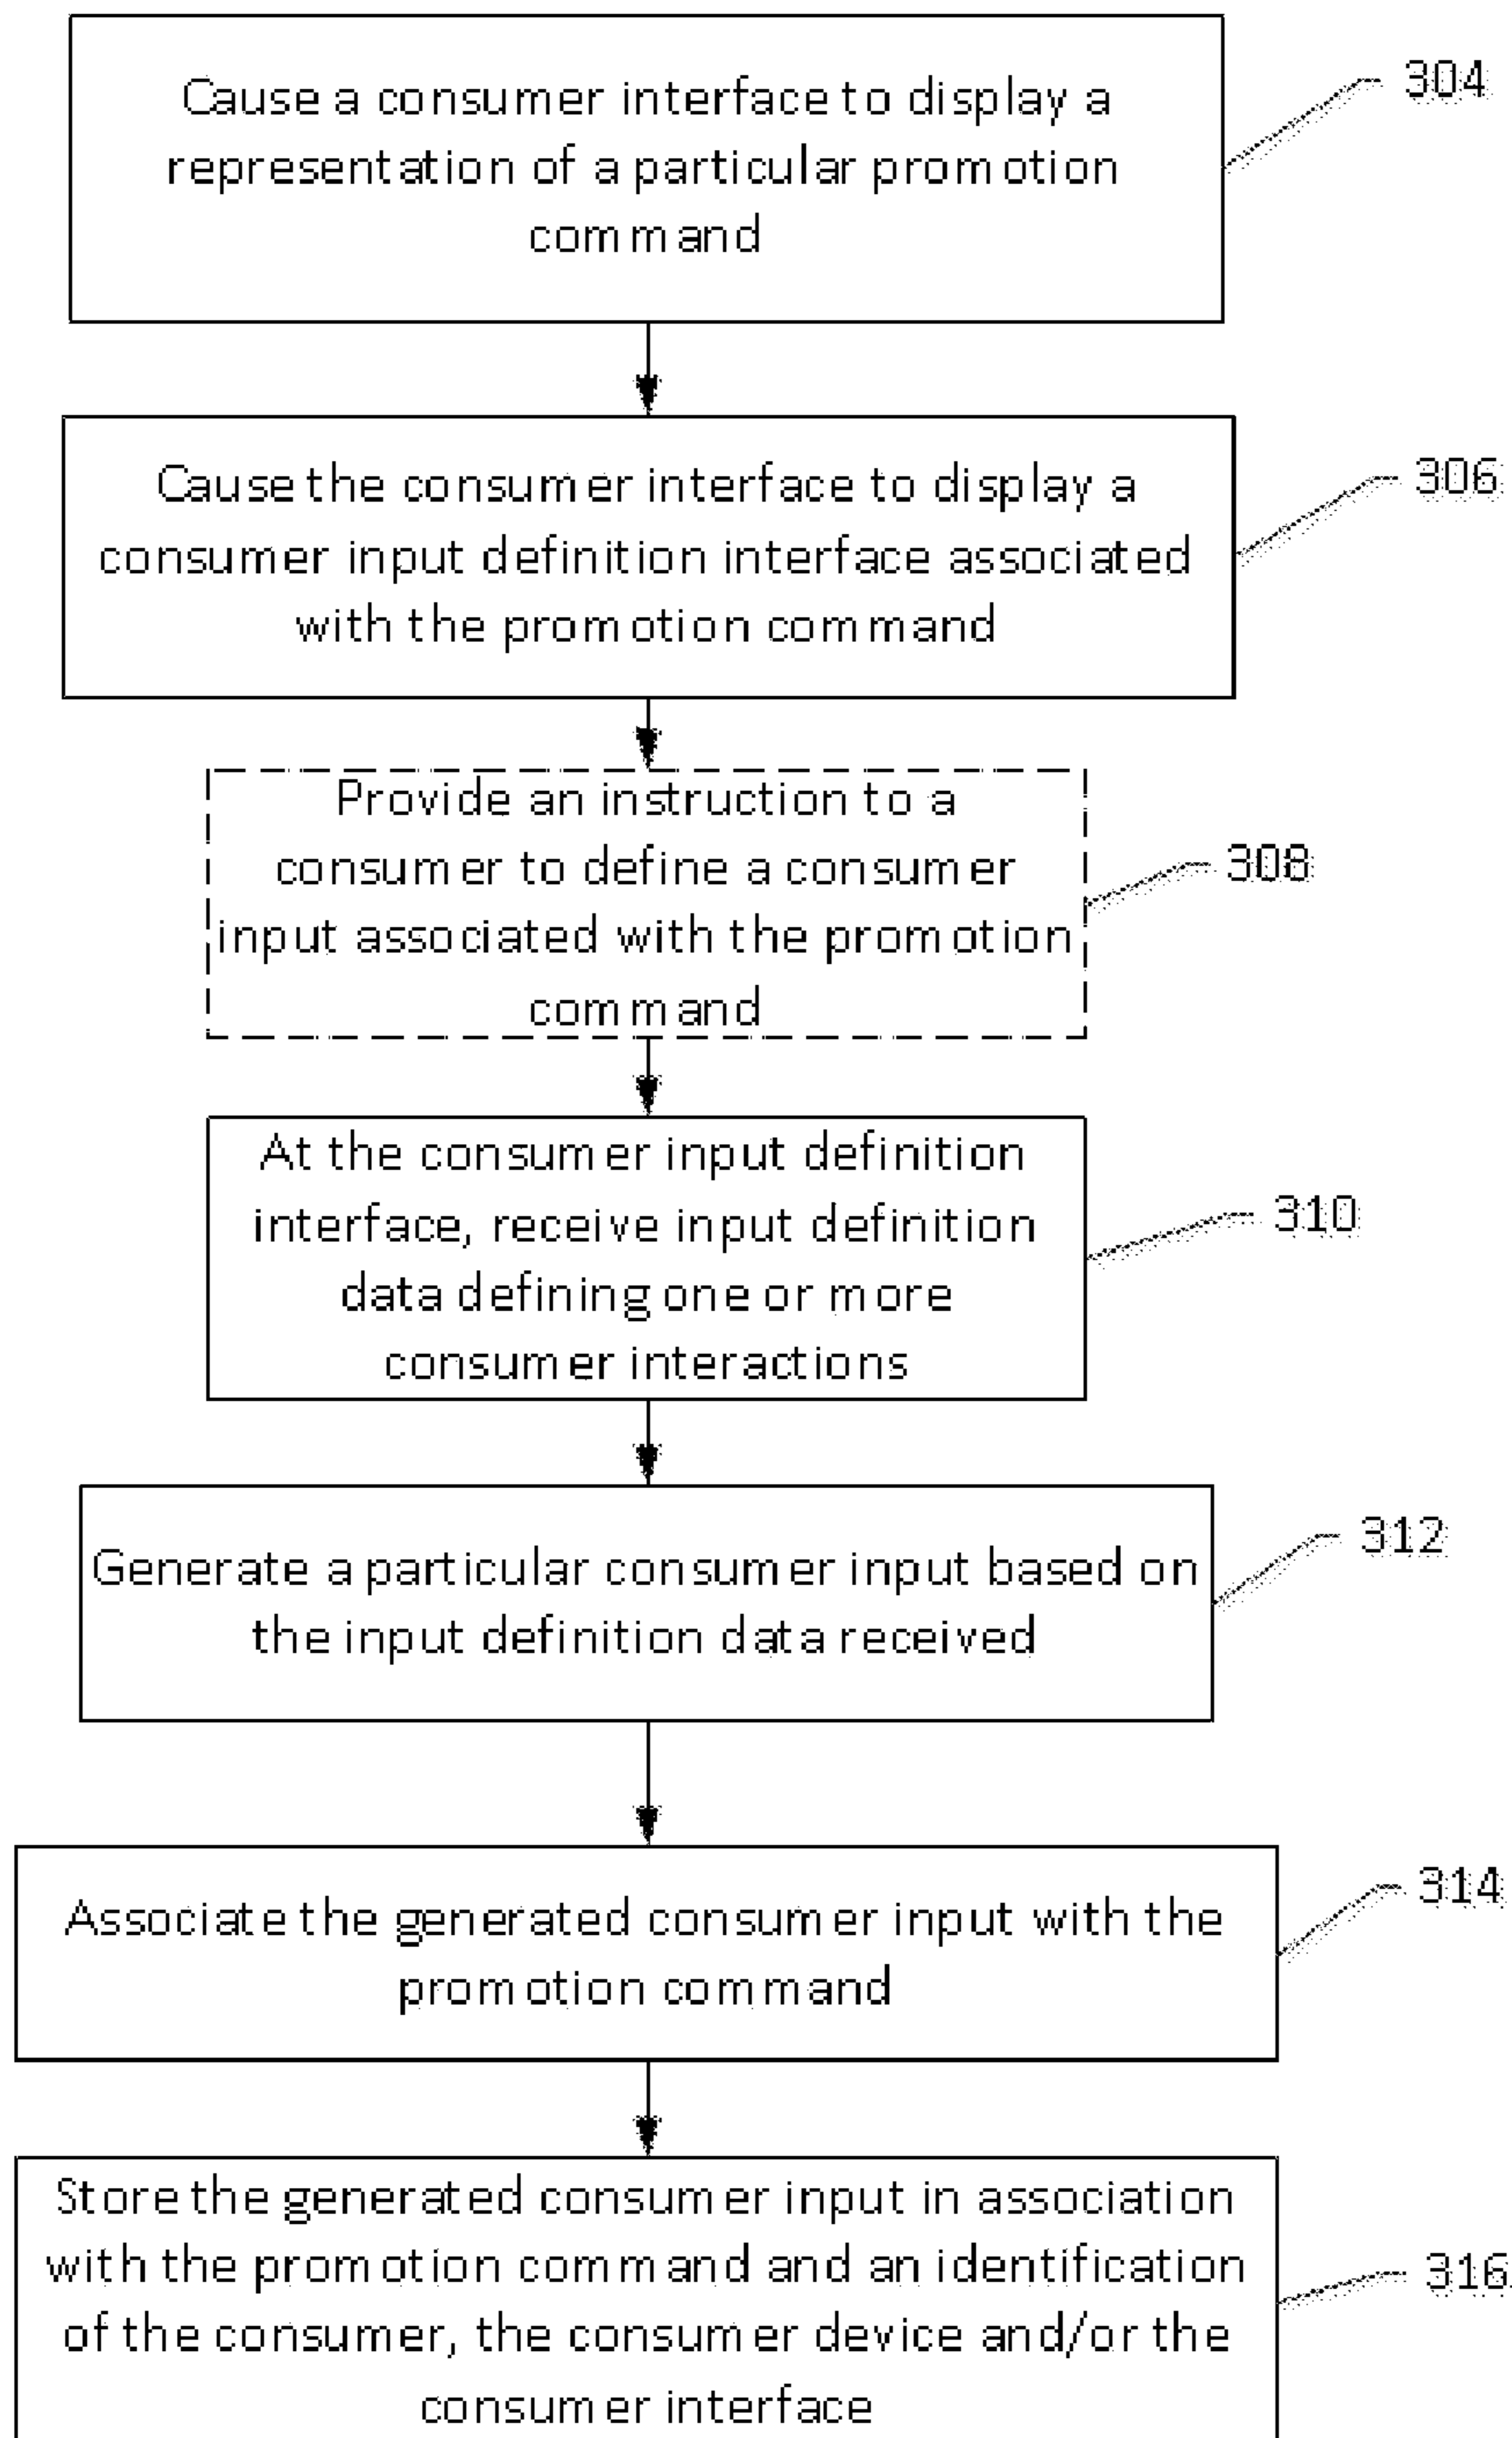 Cause a consumer interface to display a
representation of a particular promotion
command
304
Cause the consumer interface to display a
consumer input definition interface associated
with the promotion command
306
Provide an instruction to a
consumer to define a consumer
input associated with the promotion
command
308
At the consumer input definition
interface, receive input definition
data defining one or more
consumer interactions
310
Generate a particular consumer input based on
the input definition data received
312
Associate the generated consumer input with the
promotion command
314
Store the generated consumer input in association
with the promotion command and an identification
of the consumer, the consumer device and/or the
consumer interface
316